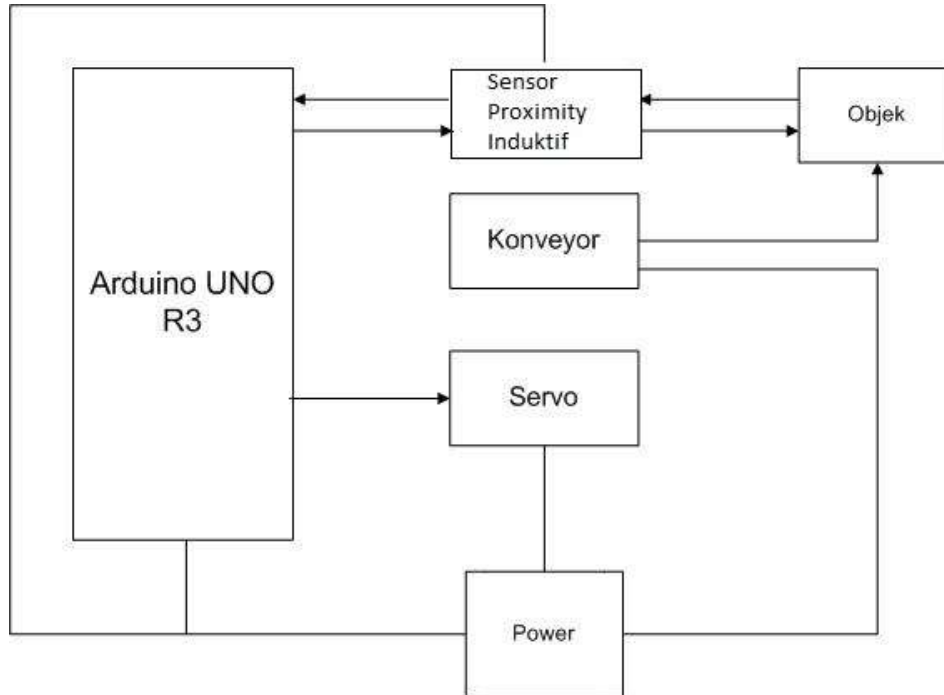 Sensor
Proximity
Induktif
Objek
Konveyor
Arduino UNO
R3
Servo
Power